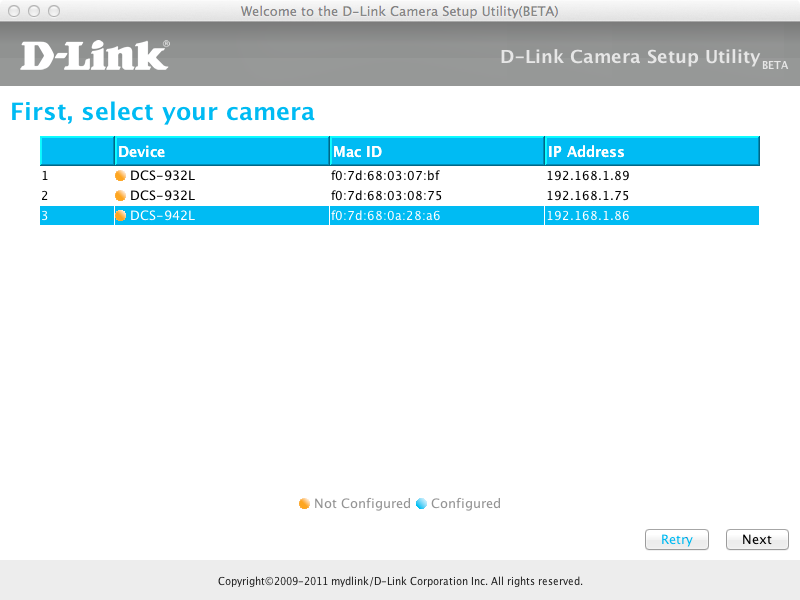 Welcome to the D-Link Camera Setup Utility(BETA)
D-Link®
D-Link Camera Setup Utility BETA
First, select your camera
Device Mac ID IP Address
1 DCS-932L f0:7d:68:03:07:bf 192.168.1.89
2 DCS-932L f0:7d:68:03:08:75 192.168.1.75
3 DCS-942L f0:7d:68:0a:28:a6 192.168.1.86
Not Configured Configured
Retry Next
Copyright©2009-2011 mydlink/D-Link Corporation Inc. All rights reserved.